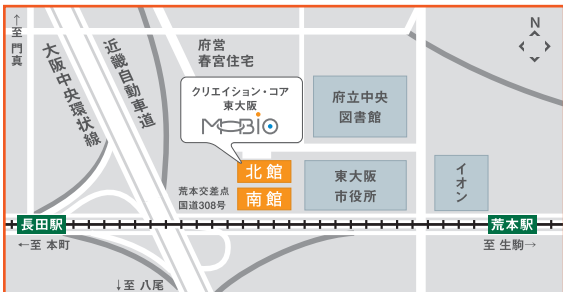 ↑至 門真
大阪中央環状線
近畿自動車道
府営
春宮住宅
N
クリエイション・コア
東大阪
MOBIO
府立中央
図書館
北館
南館
荒本交差点
国道308号
東大阪
市役所
イオン
長田駅
荒本駅
←至 本町
至 生駒→
↓至 八尾